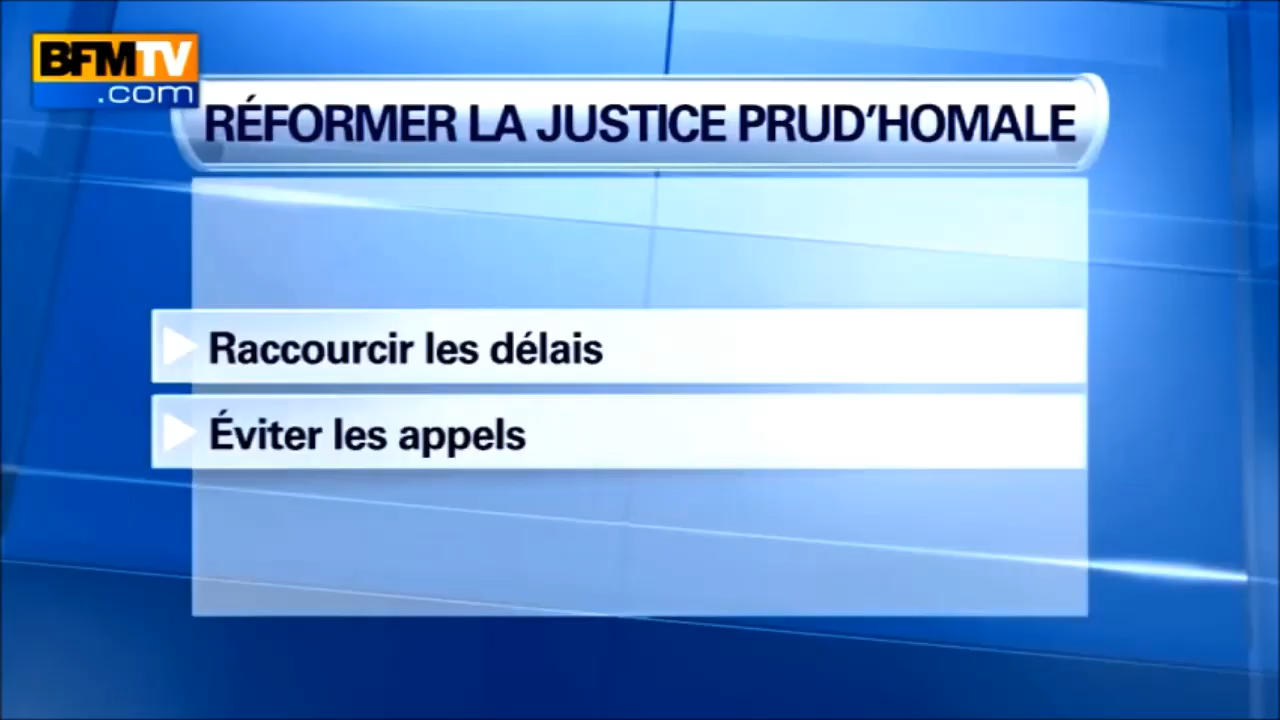 BFMTV
.com
RÉFORMER LA JUSTICE PRUD'HOMALE
Raccourcir les délais
Éviter les appels